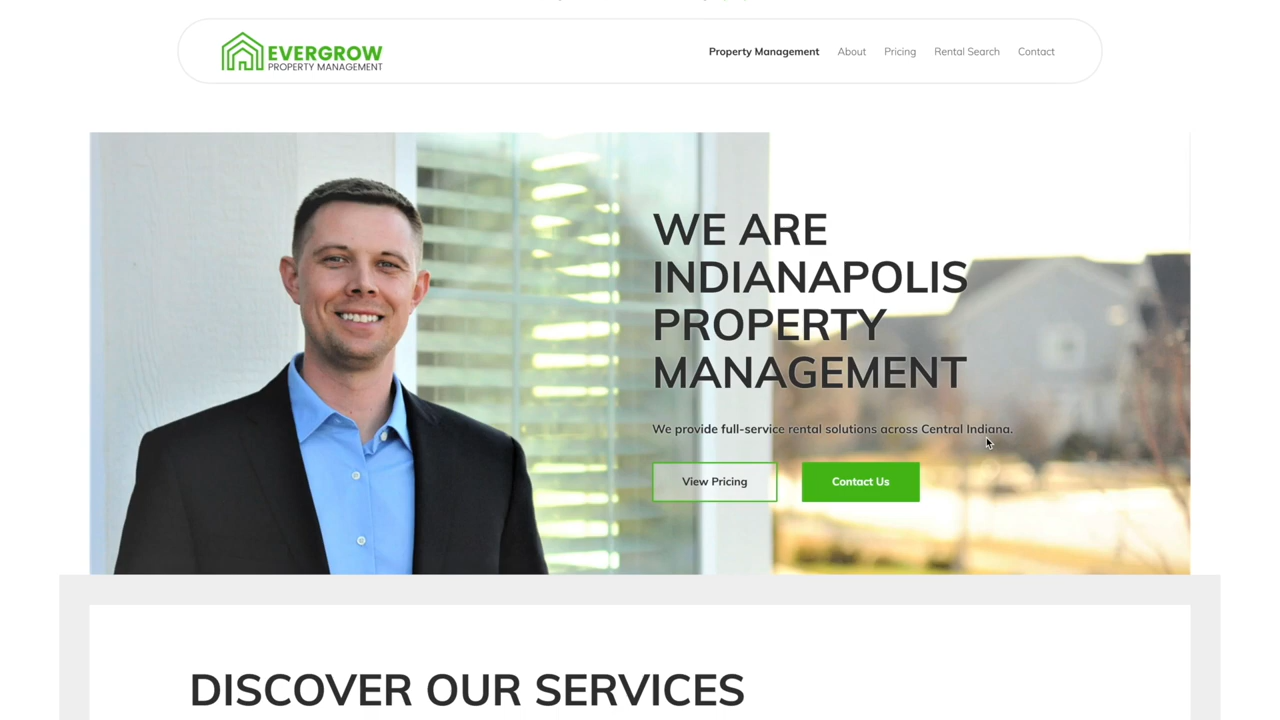 EVERGROW
PROPERTY MANAGEMENT
Property Management About Pricing Rental Search Contact
WE ARE
INDIANAPOLIS
PROPERTY
MANAGEMENT
We provide full-service rental solutions across Central Indiana.
View Pricing Contact Us
DISCOVER OUR SERVICES